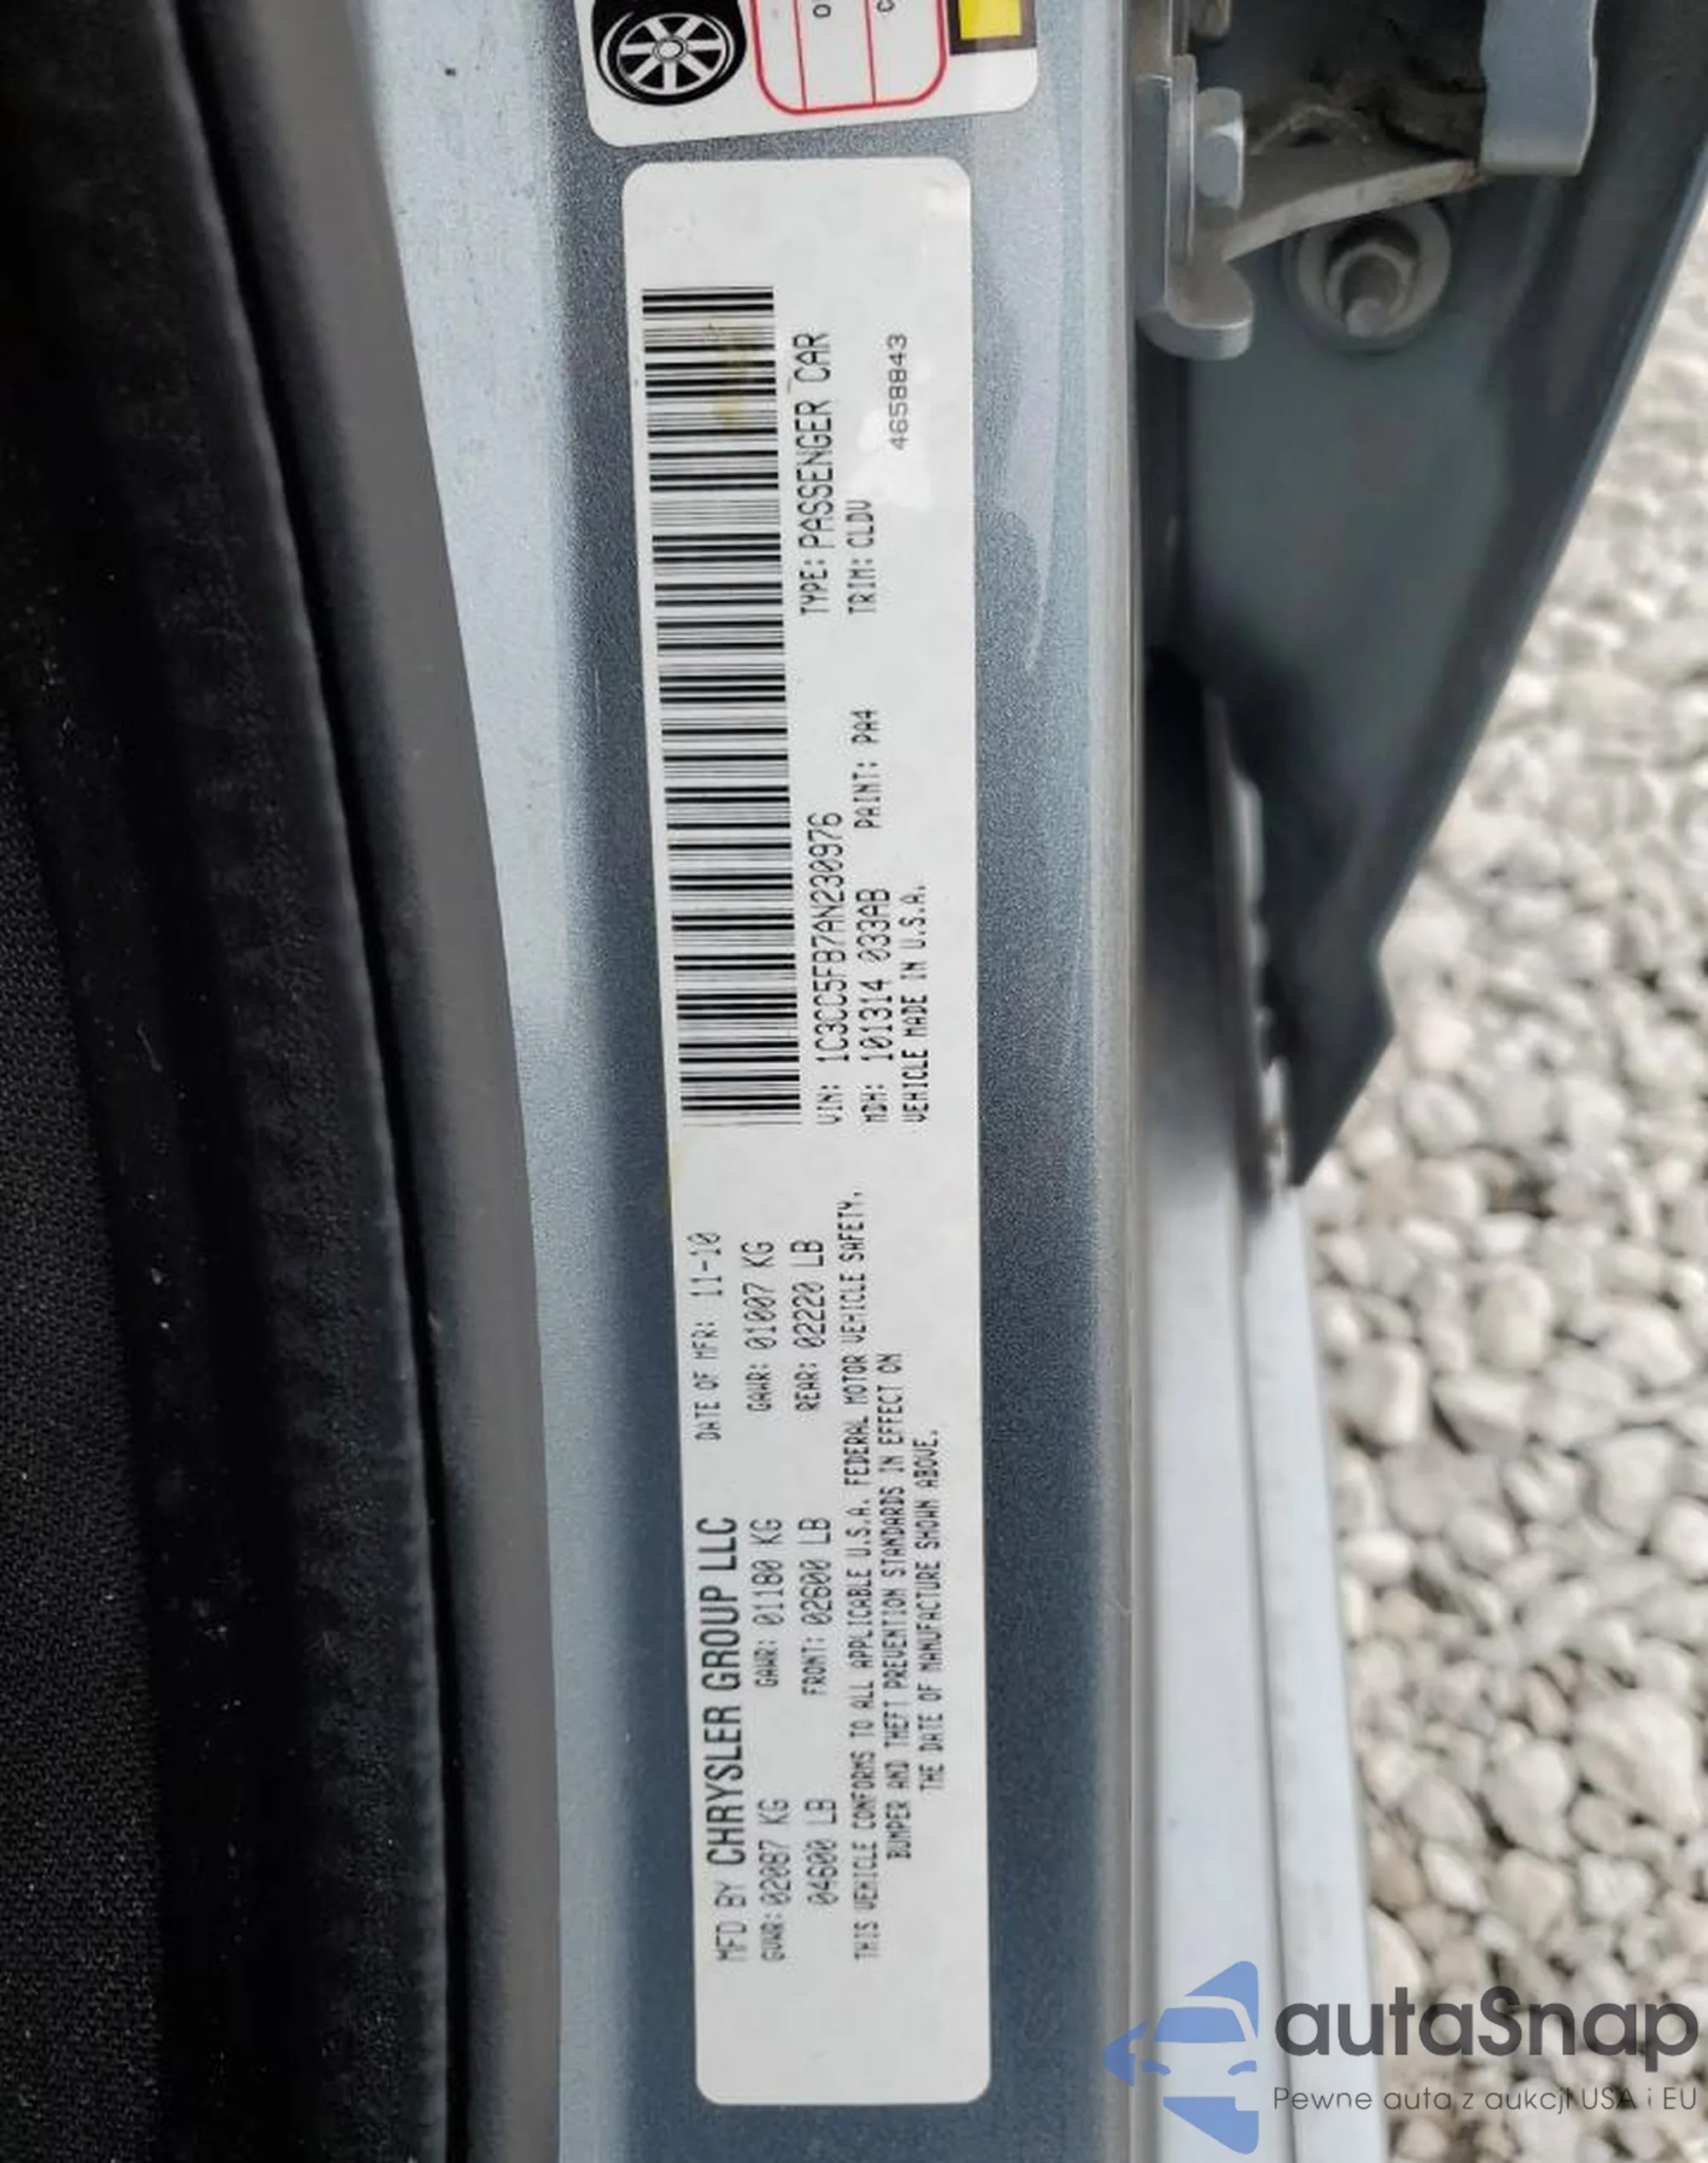 MFD BY CHRYSLER GROUP LLC DATE OF MFR: 11-10
GVWR: 02087 KG GAWR: 01180 KG GAWR: 01007 KG
04600 LB FRONT: 02600 LB REAR: 02220 LB
THIS VEHICLE CONFORMS TO ALL APPLICABLE U.S.A. FEDERAL MOTOR VEHICLE SAFETY,
BUMPER AND THEFT PREVENTION STANDARDS IN EFFECT ON
THE DATE OF MANUFACTURE SHOWN ABOVE.
VIN: 1C3CC5FB7AN230976 TYPE: PASSENGER CAR
MDH: 101314 033AB PAINT: PA4 TRIM: CLDV
VEHICLE MADE IN U.S.A. 4658843
autaSnap
Pewne auta z aukcji USA i EU